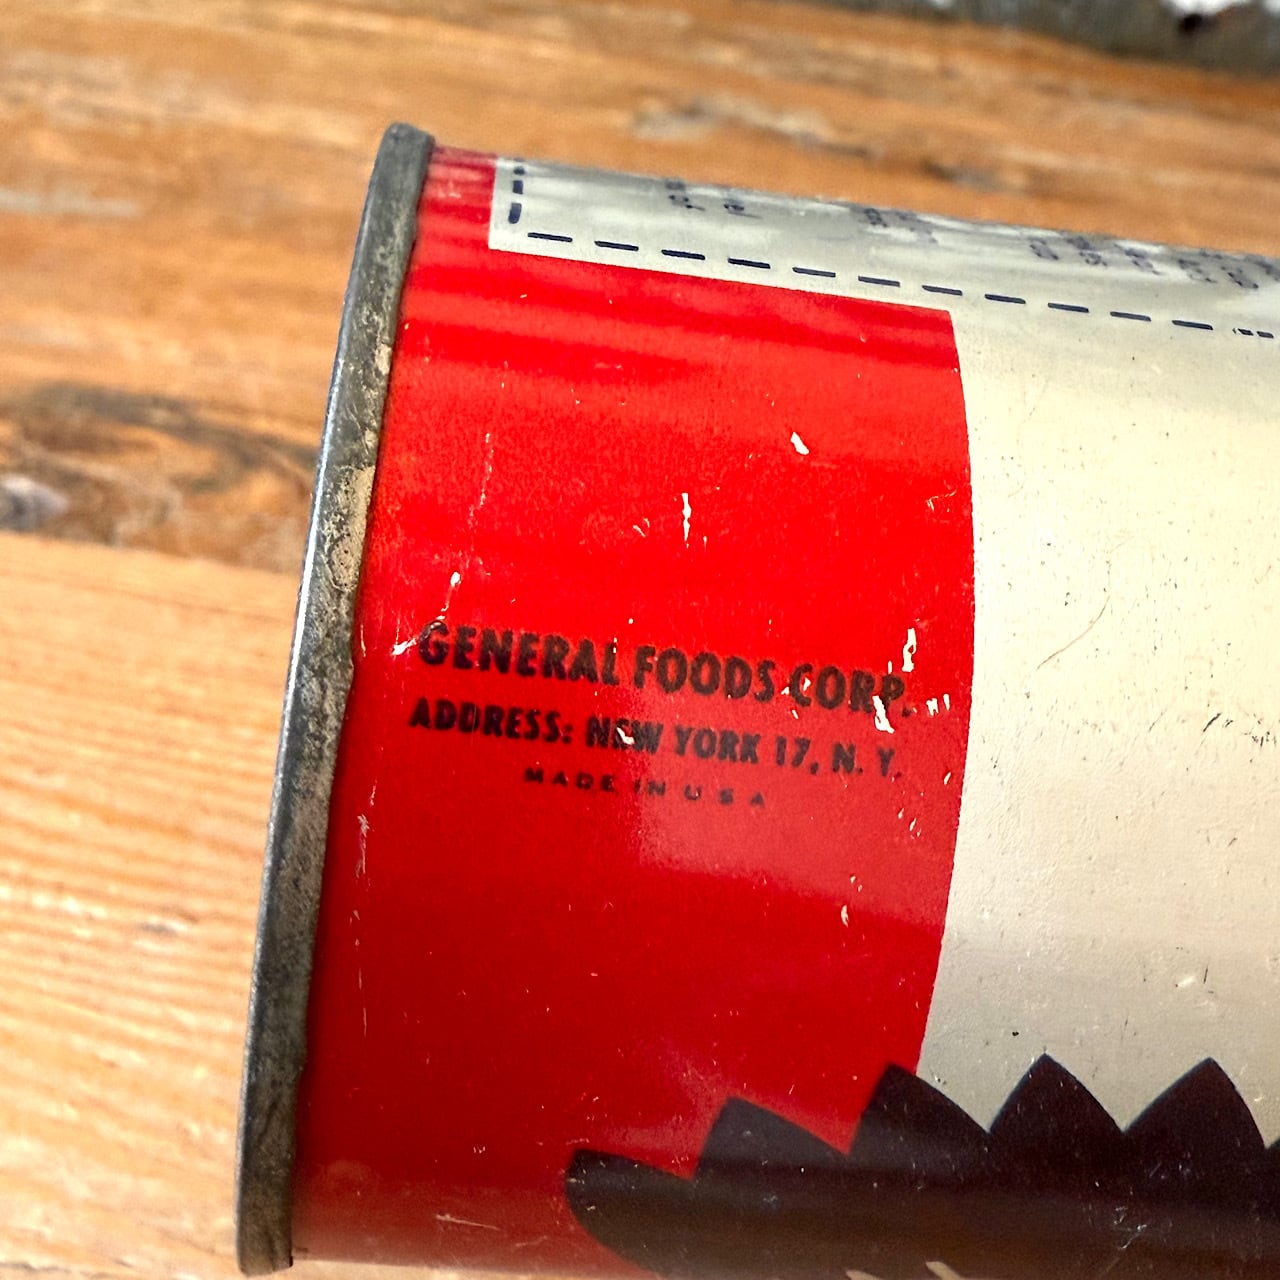 GENERAL FOODS CORP.
ADDRESS: NEW YORK 17, N. Y.
MADE IN U S A